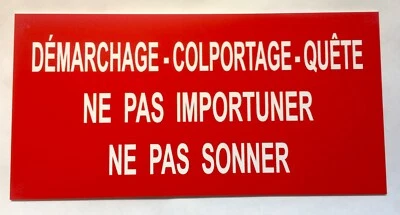 DÉMARCHAGE - COLPORTAGE - QUÊTE
NE PAS IMPORTUNER
NE PAS SONNER